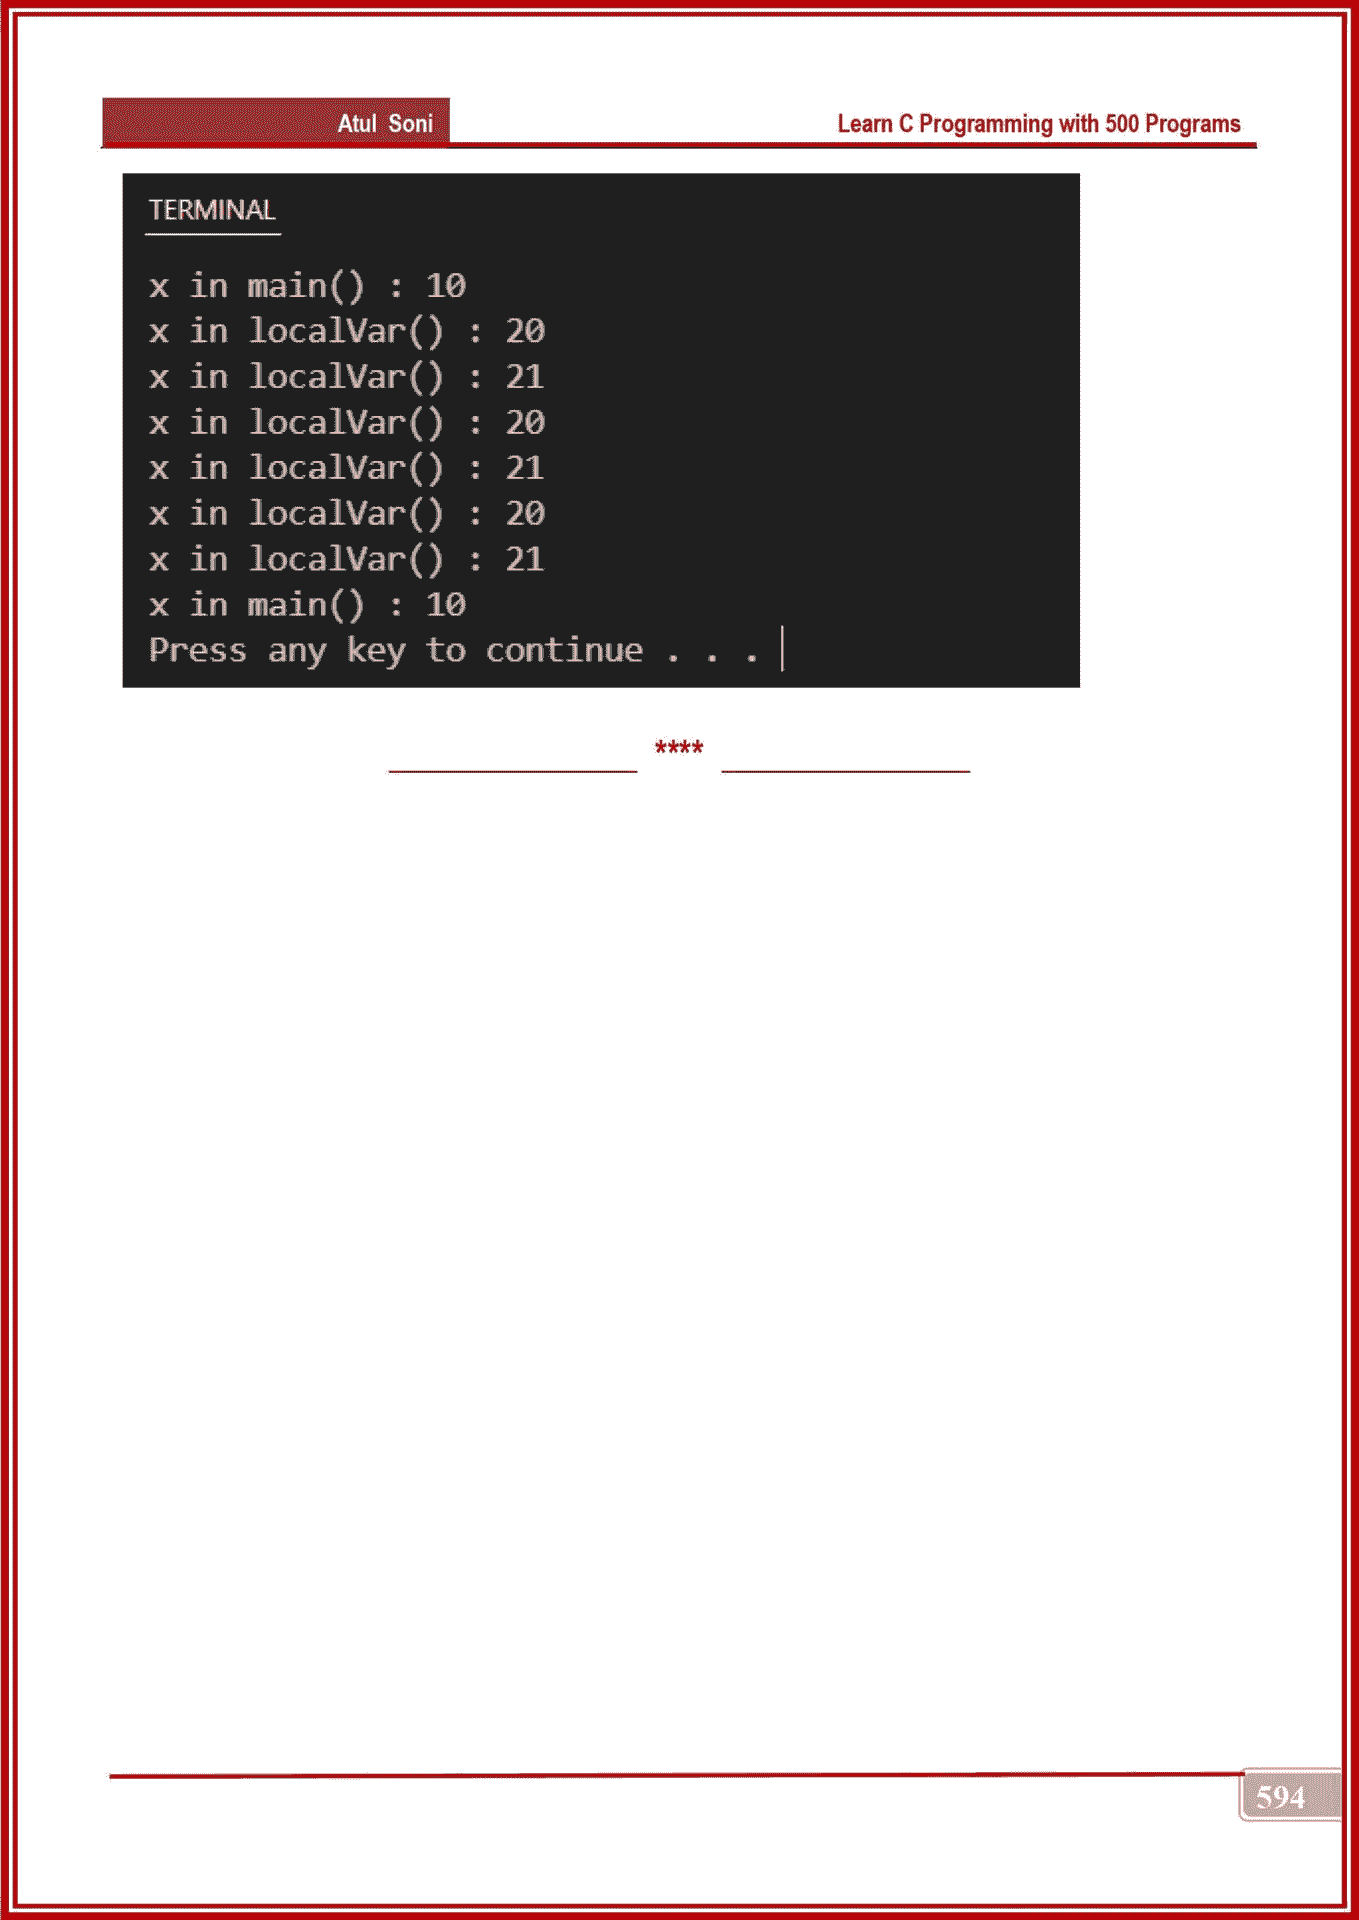 Atul Soni
Learn C Programming with 500 Programs
TERMINAL
x in main() : 10
x in localVar() : 20
x in localVar() : 21
x in localVar() : 20
x in localVar() : 21
x in localVar() : 20
x in localVar() : 21
x in main() : 10
Press any key to continue . . .
****
594